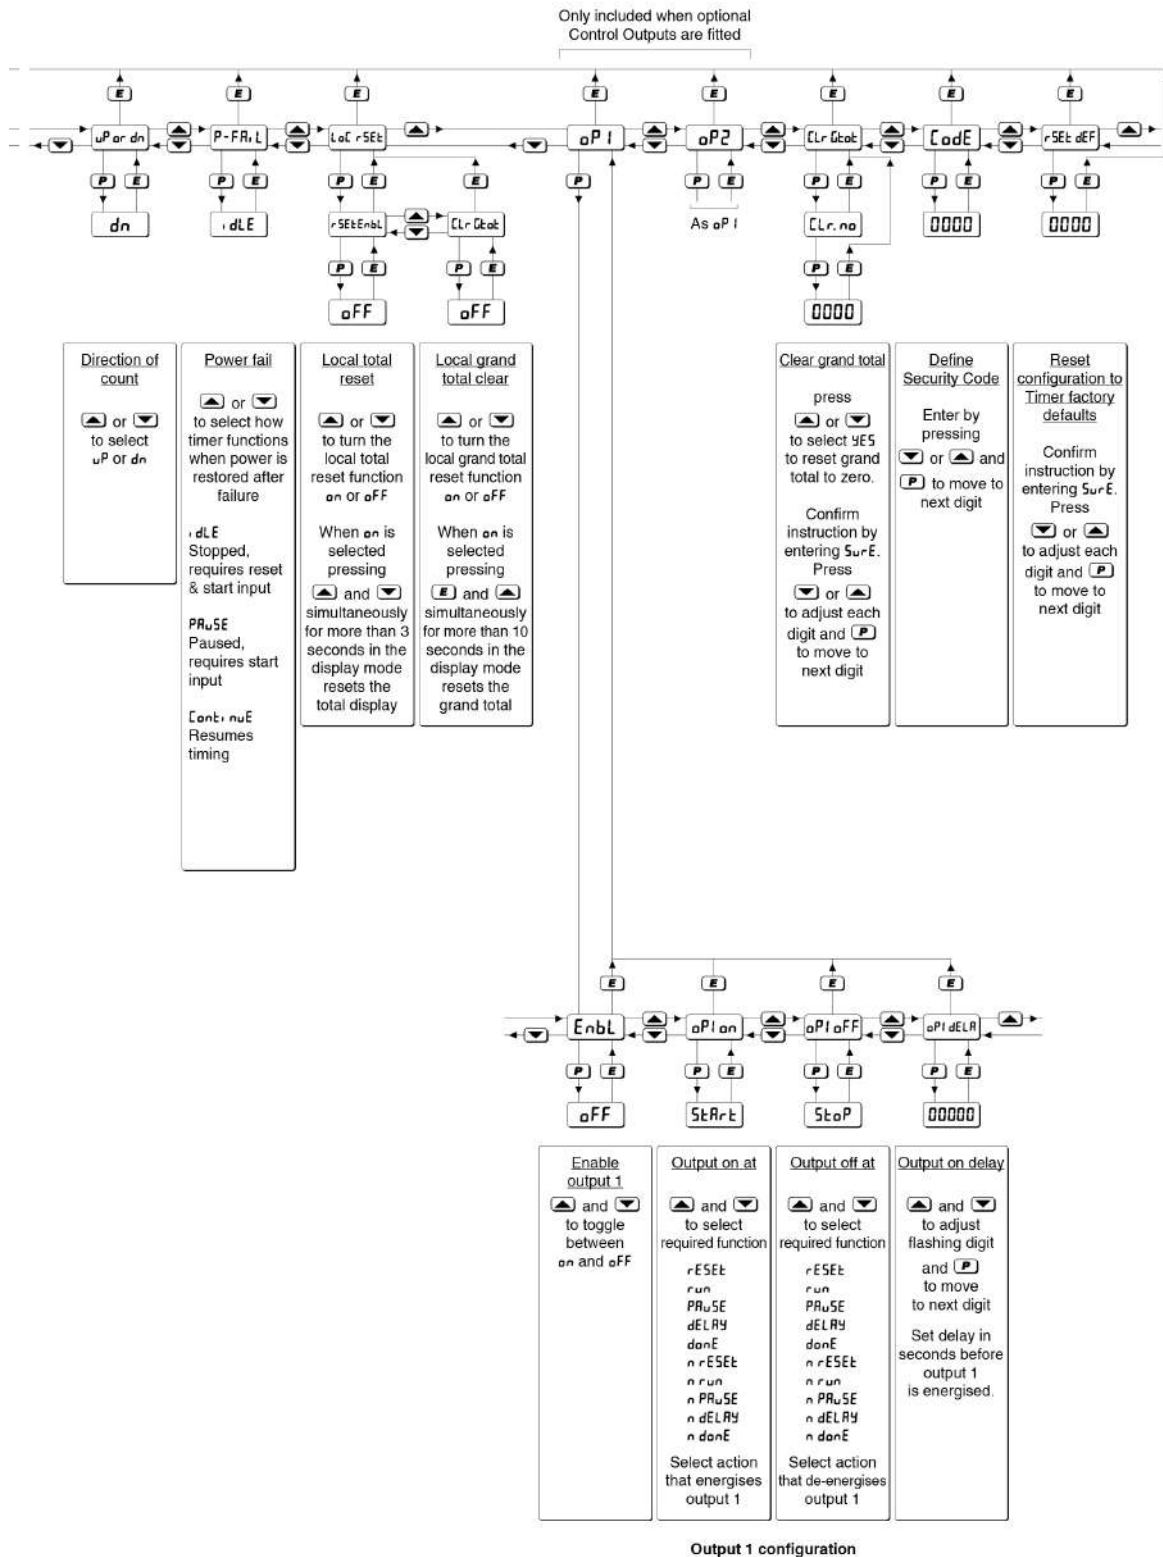 Only included when optional
Control Outputs are fitted
E E E E E E E E
uP or dn P-FAiL LoC rSEt oP1 oP2 CLr Gtot CodE rSEt dEF
P E P E P E E P P E P E P E P E
dn idLE rSEtEnbL CLr Gtot As oP1 CLr.no 0000 0000
P E P E P E
oFF oFF 0000
Direction of
count
or
to select
uP or dn
Power fail
or
to select how
timer functions
when power is
restored after
failure
idLE
Stopped,
requires reset
& start input
PAuSE
Paused,
requires start
input
ContinuE
Resumes
timing
Local total
reset
or
to turn the
local total
reset function
on or oFF
When on is
selected
pressing
and
simultaneously
for more than 3
seconds in the
display mode
resets the
total display
Local grand
total clear
or
to turn the
local grand total
reset function
on or oFF
When on is
selected
pressing
E and
simultaneously
for more than 10
seconds in the
display mode
resets the
grand total
Clear grand total
press
or
to select YES
to reset grand
total to zero.
Confirm
instruction by
entering SurE.
Press
or
to adjust each
digit and P
to move to
next digit
Define
Security Code
Enter by
pressing
or and
P to move to
next digit
Reset
configuration to
Timer factory
defaults
Confirm
instruction by
entering SurE.
Press
or
to adjust each
digit and P
to move to
next digit
E E E E
EnbL oP1 on oP1 oFF oP1 dELA
P E P E P E P E
oFF StArt StoP 00000
Enable
output 1
and
to toggle
between
on and oFF
Output on at
and
to select
required function
rESEt
run
PAuSE
dELAY
donE
n rESEt
n run
n PAuSE
n dELAY
n donE
Select action
that energises
output 1
Output off at
and
to select
required function
rESEt
run
PAuSE
dELAY
donE
n rESEt
n run
n PAuSE
n dELAY
n donE
Select action
that de-energises
output 1
Output on delay
and
to adjust
flashing digit
and P
to move
to next digit
Set delay in
seconds before
output 1
is energised.
Output 1 configuration